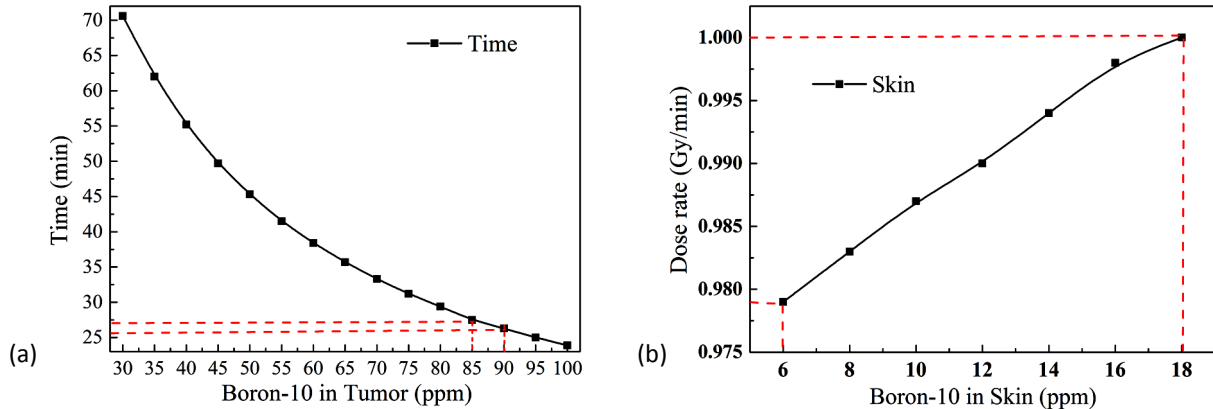 (a)
Time (min)
70
65
60
55
50
45
40
35
30
25
Time
30 35 40 45 50 55 60 65 70 75 80 85 90 95 100
Boron-10 in Tumor (ppm)
(b)
Dose rate (Gy/min)
1.000
0.995
0.990
0.985
0.980
0.975
Skin
6 8 10 12 14 16 18
Boron-10 in Skin (ppm)